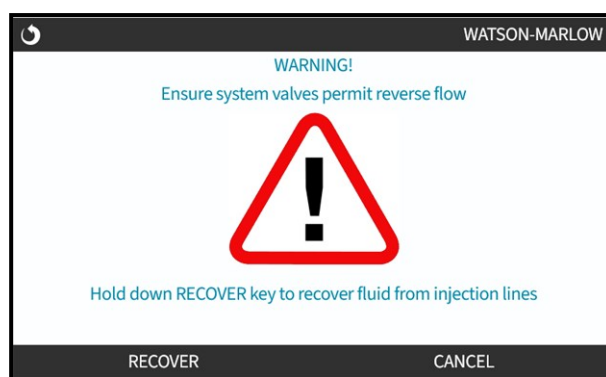 WATSON-MARLOW
WARNING!
Ensure system valves permit reverse flow
!
Hold down RECOVER key to recover fluid from injection lines
RECOVER CANCEL